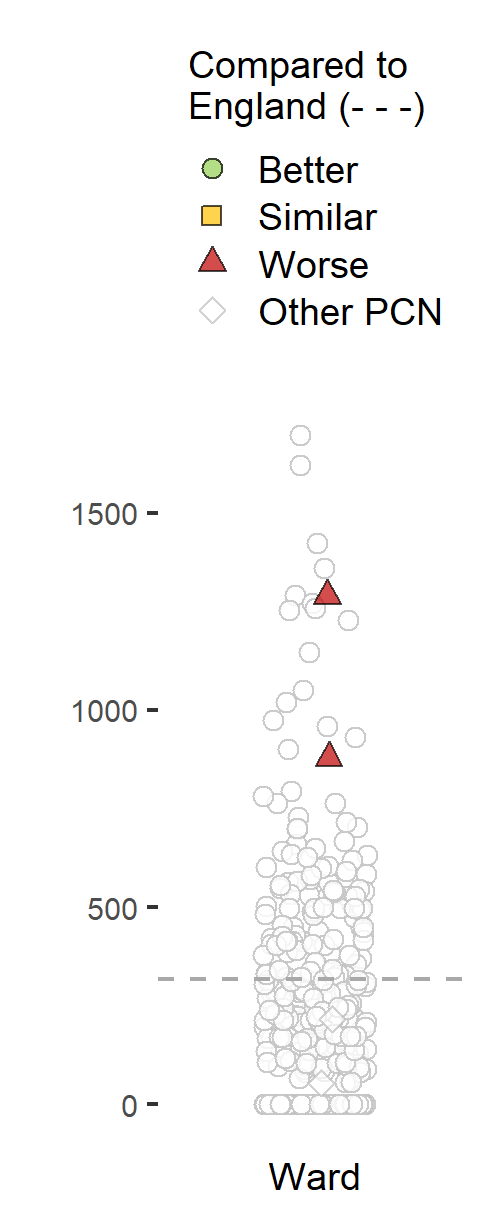 Compared to
England (- - -)
Better
Similar
Worse
Other PCN
1500
1000
500
0
Ward